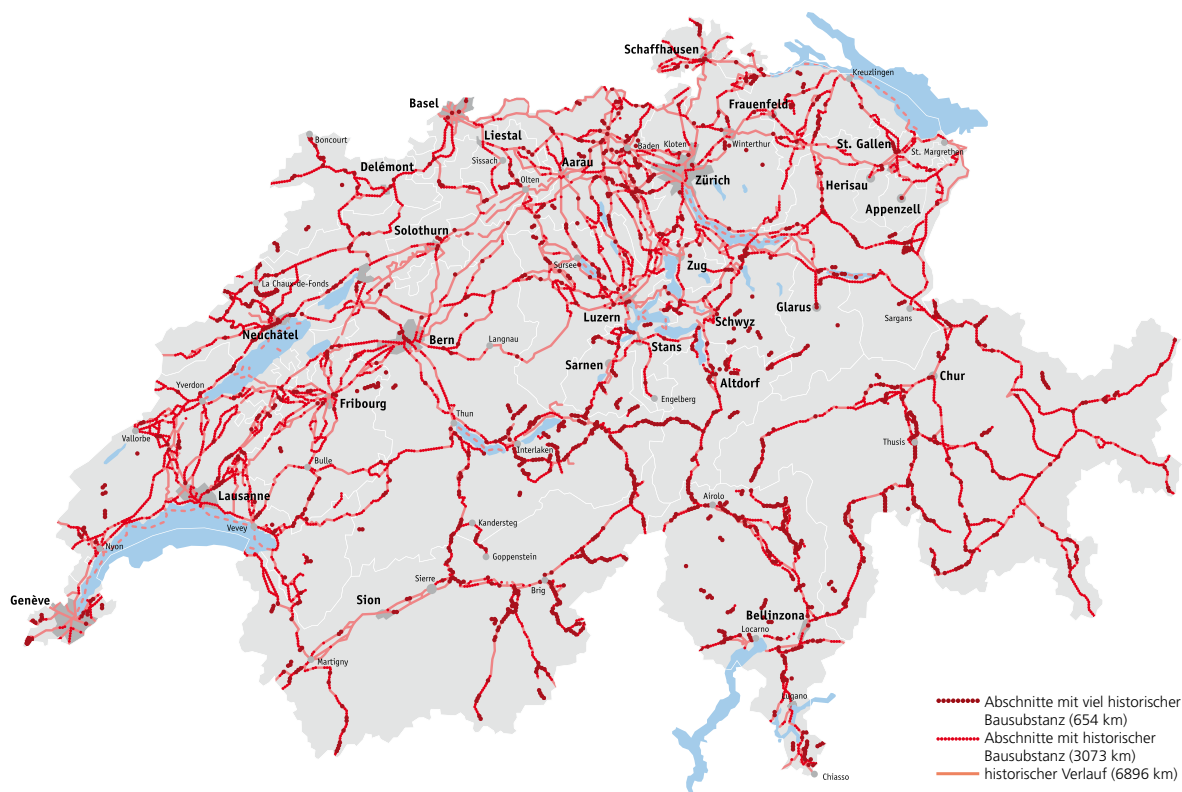 Schaffhausen
Kreuzlingen
Basel
Frauenfeld
Boncourt
Liestal
Baden
Kloten
Winterthur
St. Gallen
St. Margrethen
Sissach
Delémont
Aarau
Olten
Zürich
Herisau
Appenzell
Solothurn
Sursee
Zug
La Chaux-de-Fonds
Glarus
Luzern
Schwyz
Sargans
Neuchâtel
Bern
Langnau
Stans
Sarnen
Chur
Altdorf
Yverdon
Engelberg
Fribourg
Thun
Vallorbe
Thusis
Interlaken
Bulle
Lausanne
Airolo
Kandersteg
Vevey
Nyon
Goppenstein
Sierre
Brig
Genève
Sion
Bellinzona
Locarno
Martigny
Lugano
Chiasso
Abschnitte mit viel historischer
Bausubstanz (654 km)
Abschnitte mit historischer
Bausubstanz (3073 km)
historischer Verlauf (6896 km)